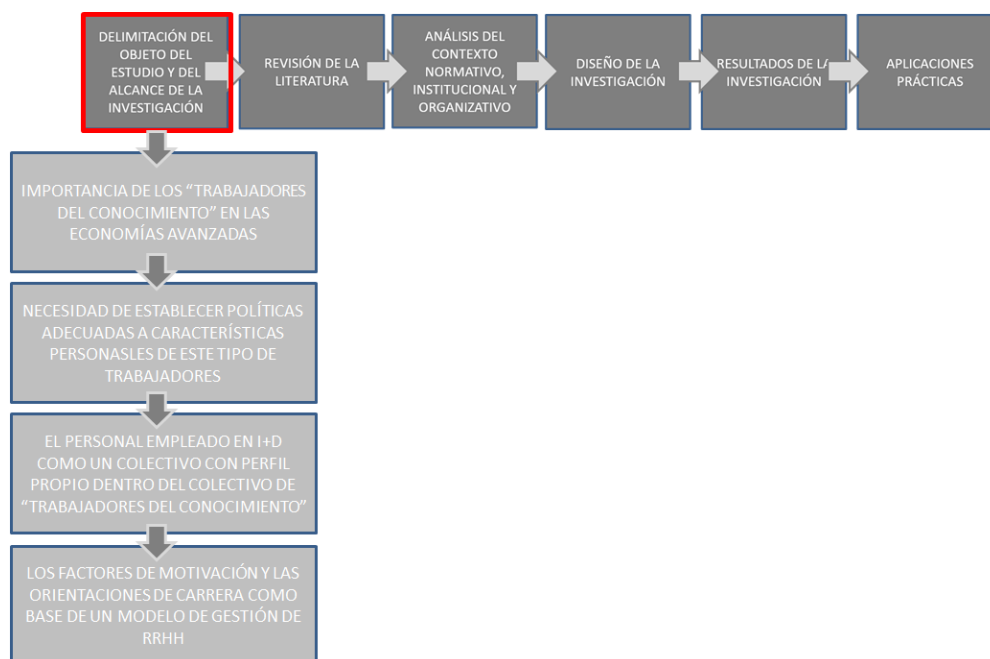 DELIMITACIÓN DEL
OBJETO DEL
ESTUDIO Y DEL
ALCANCE DE LA
INVESTIGACIÓN
REVISIÓN DE LA
LITERATURA
ANÁLISIS DEL
CONTEXTO
NORMATIVO,
INSTITUCIONAL Y
ORGANIZATIVO
DISEÑO DE LA
INVESTIGACIÓN
RESULTADOS DE LA
INVESTIGACIÓN
APLICACIONES
PRÁCTICAS
IMPORTANCIA DE LOS “TRABAJADORES
DEL CONOCIMIENTO” EN LAS
ECONOMÍAS AVANZADAS
NECESIDAD DE ESTABLECER POLÍTICAS
ADECUADAS A CARACTERÍSTICAS
PERSONASLES DE ESTE TIPO DE
TRABAJADORES
EL PERSONAL EMPLEADO EN I+D
COMO UN COLECTIVO CON PERFIL
PROPIO DENTRO DEL COLECTIVO DE
“TRABAJADORES DEL CONOCIMIENTO”
LOS FACTORES DE MOTIVACIÓN Y LAS
ORIENTACIONES DE CARRERA COMO
BASE DE UN MODELO DE GESTIÓN DE
RRHH